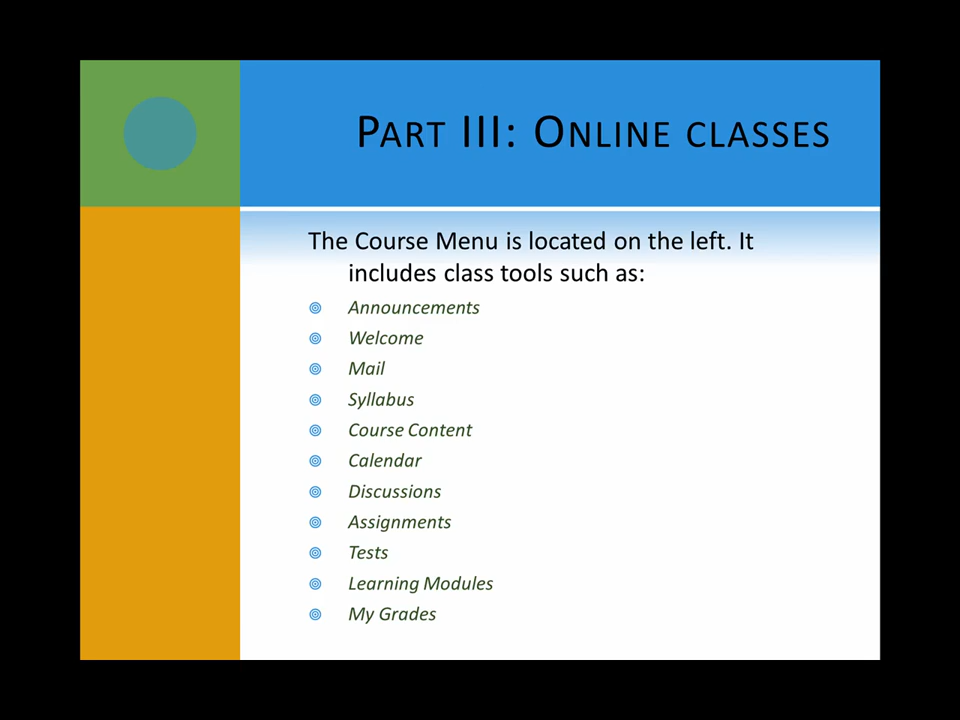 Part III: Online classes
The Course Menu is located on the left. It
includes class tools such as:
Announcements
Welcome
Mail
Syllabus
Course Content
Calendar
Discussions
Assignments
Tests
Learning Modules
My Grades